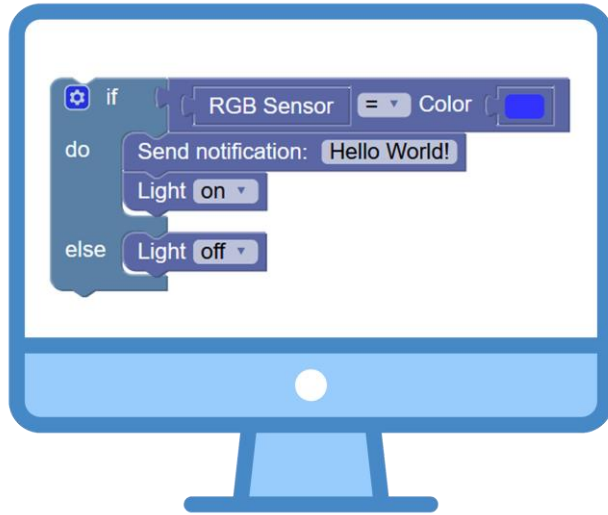 if RGB Sensor = Color
do Send notification: Hello World!
Light on
else Light off